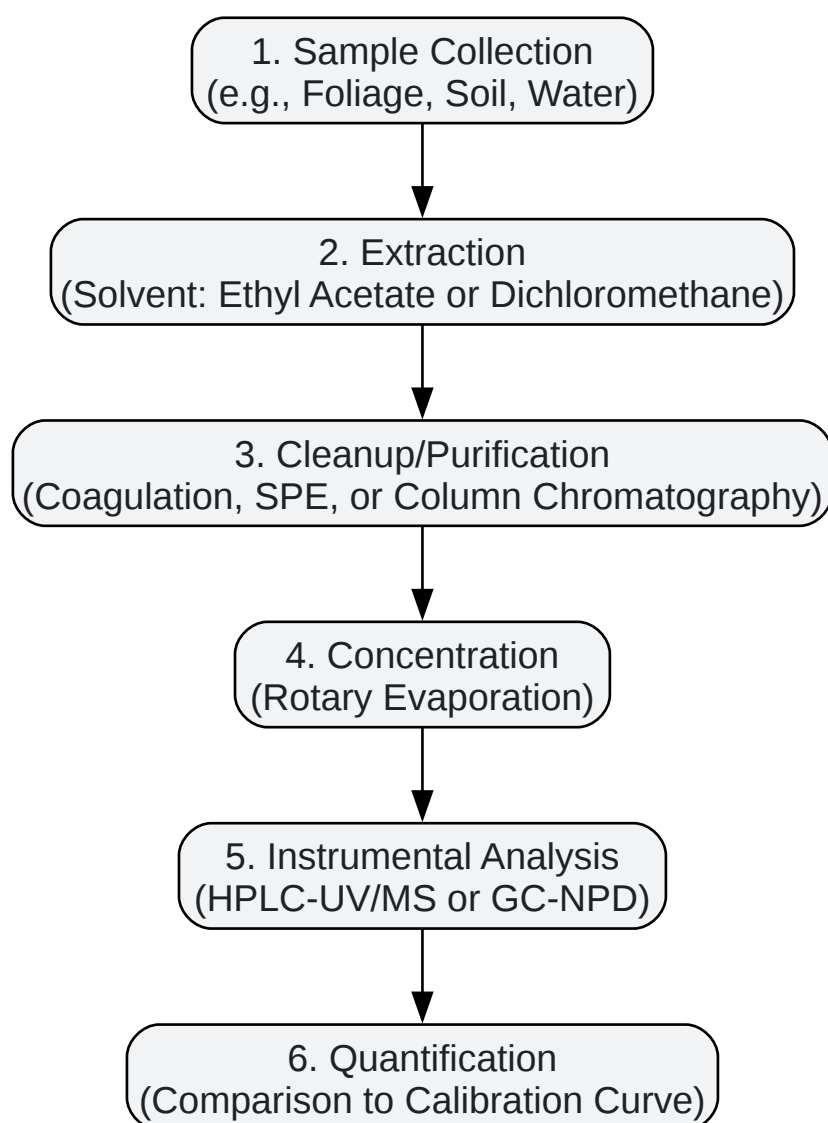 1. Sample Collection
(e.g., Foliage, Soil, Water)
2. Extraction
(Solvent: Ethyl Acetate or Dichloromethane)
3. Cleanup/Purification
(Coagulation, SPE, or Column Chromatography)
4. Concentration
(Rotary Evaporation)
5. Instrumental Analysis
(HPLC-UV/MS or GC-NPD)
6. Quantification
(Comparison to Calibration Curve)